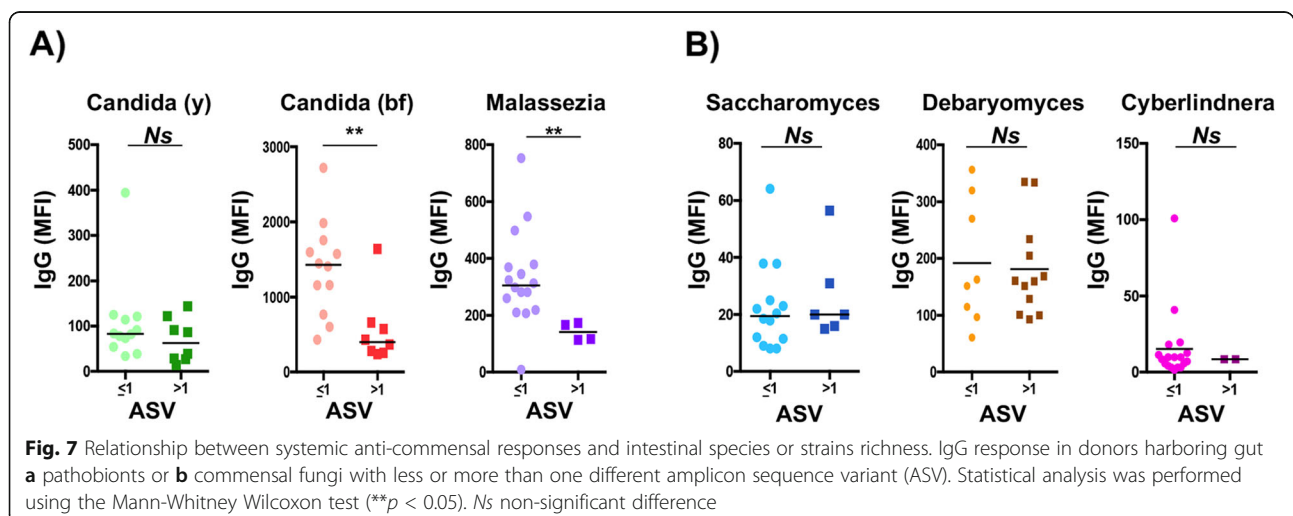 A)
B)
Candida (y)
Candida (bf)
Malassezia
Saccharomyces
Debaryomyces
Cyberlindnera
Ns
**
**
Ns
Ns
Ns
IgG (MFI)
500
400
300
200
100
0
≤1
>1
ASV
IgG (MFI)
3000
2000
1000
0
≤1
>1
ASV
IgG (MFI)
800
600
400
200
0
≤1
>1
ASV
IgG (MFI)
80
60
40
20
0
≤1
>1
ASV
IgG (MFI)
400
300
200
100
0
≤1
>1
ASV
IgG (MFI)
150
100
50
0
≤1
>1
ASV
Fig. 7 Relationship between systemic anti-commensal responses and intestinal species or strains richness. IgG response in donors harboring gut
a pathobionts or b commensal fungi with less or more than one different amplicon sequence variant (ASV). Statistical analysis was performed
using the Mann-Whitney Wilcoxon test (**p < 0.05). Ns non-significant difference